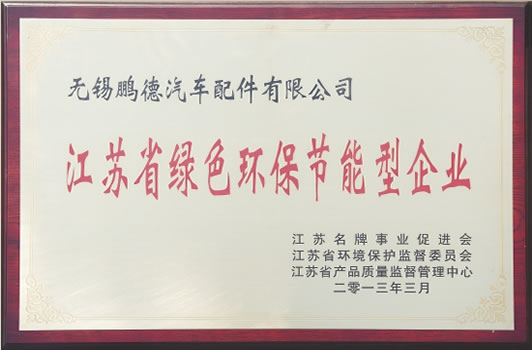 无锡鹏德汽车配件有限公司
江苏省绿色环保节能型企业
江苏名牌事业促进会
江苏省环境保护监督委员会
江苏省产品质量监督管理中心
二零一三年三月